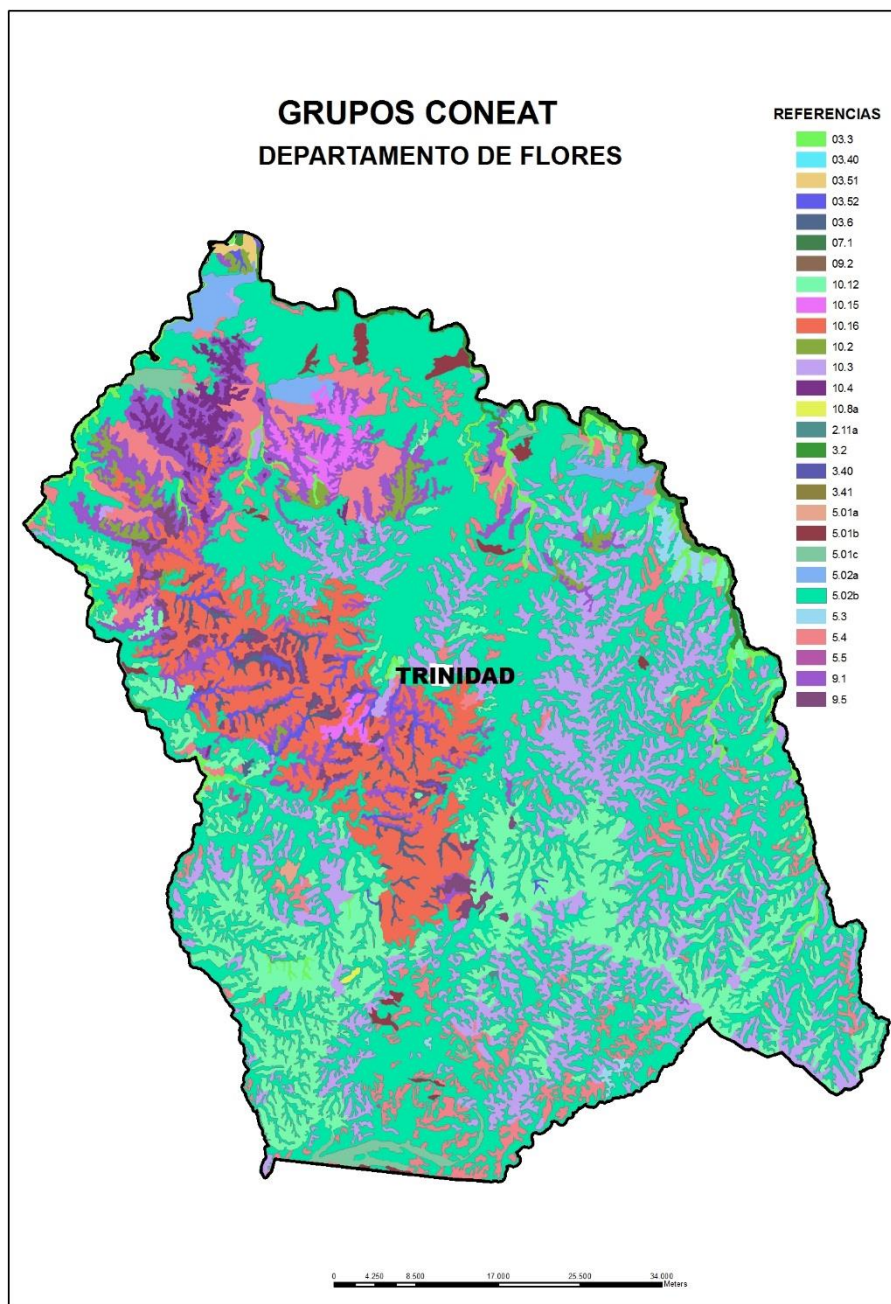 GRUPOS CONEAT
DEPARTAMENTO DE FLORES
REFERENCIAS
03.3
03.40
03.51
03.52
03.6
07.1
09.2
10.12
10.15
10.16
10.2
10.3
10.4
10.8a
2.11a
3.2
3.40
3.41
5.01a
5.01b
5.01c
5.02a
5.02b
5.3
5.4
5.5
9.1
9.5
TRINIDAD
0 4.250 8.500 17.000 25.500 34.000
Meters